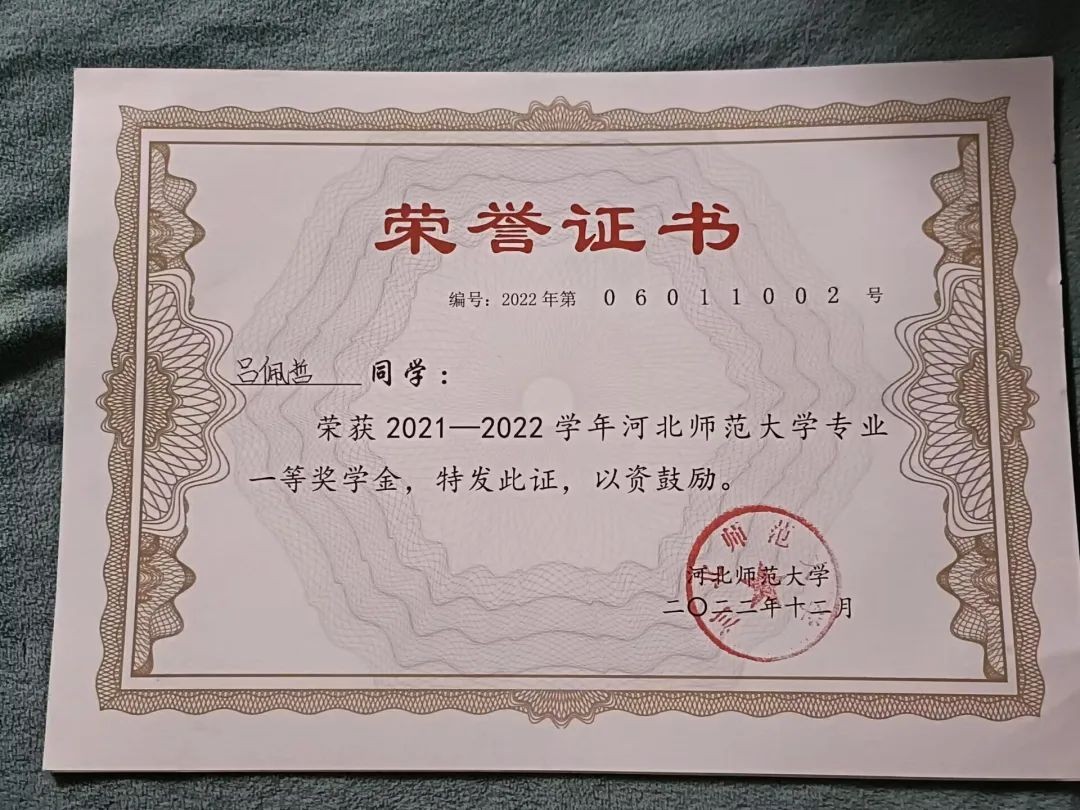 荣誉证书
编号：2022年第 06011002 号
吕佩哲 同学：
荣获2021—2022学年河北师范大学专业
一等奖学金，特发此证，以资鼓励。
师范
河北师范大学
二〇二二年十二月